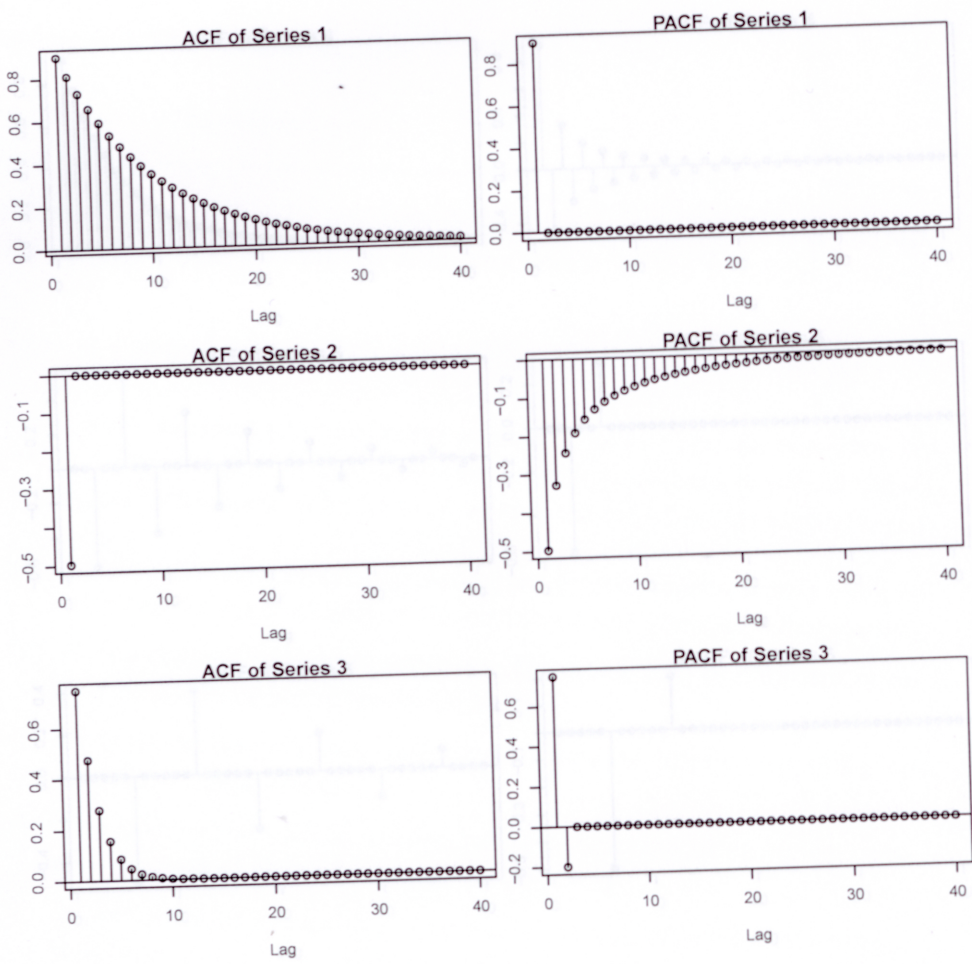 ACF of Series 1
0.0 0.2 0.4 0.6 0.8
0 10 20 30 40
Lag
PACF of Series 1
0.0 0.2 0.4 0.6 0.8
0 10 20 30 40
Lag
ACF of Series 2
−0.5 −0.3 −0.1
0 10 20 30 40
Lag
PACF of Series 2
−0.5 −0.3 −0.1
0 10 20 30 40
Lag
ACF of Series 3
0.0 0.2 0.4 0.6
0 10 20 30 40
Lag
PACF of Series 3
−0.2 0.0 0.2 0.4 0.6
0 10 20 30 40
Lag